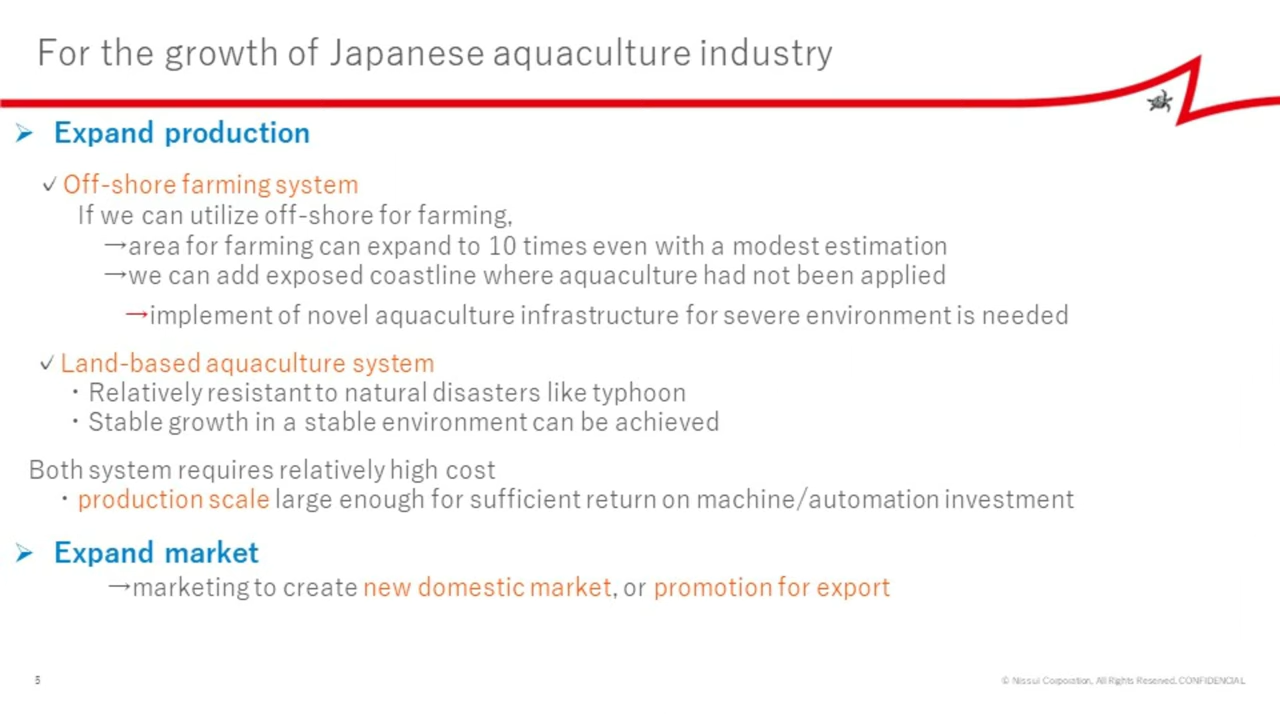 For the growth of Japanese aquaculture industry
➢ Expand production
✓ Off-shore farming system
If we can utilize off-shore for farming,
→area for farming can expand to 10 times even with a modest estimation
→we can add exposed coastline where aquaculture had not been applied
→implement of novel aquaculture infrastructure for severe environment is needed
✓ Land-based aquaculture system
・Relatively resistant to natural disasters like typhoon
・Stable growth in a stable environment can be achieved
Both system requires relatively high cost
・production scale large enough for sufficient return on machine/automation investment
➢ Expand market
→marketing to create new domestic market, or promotion for export
5
© Nissui Corporation, All Rights Reserved, CONFIDENCIAL